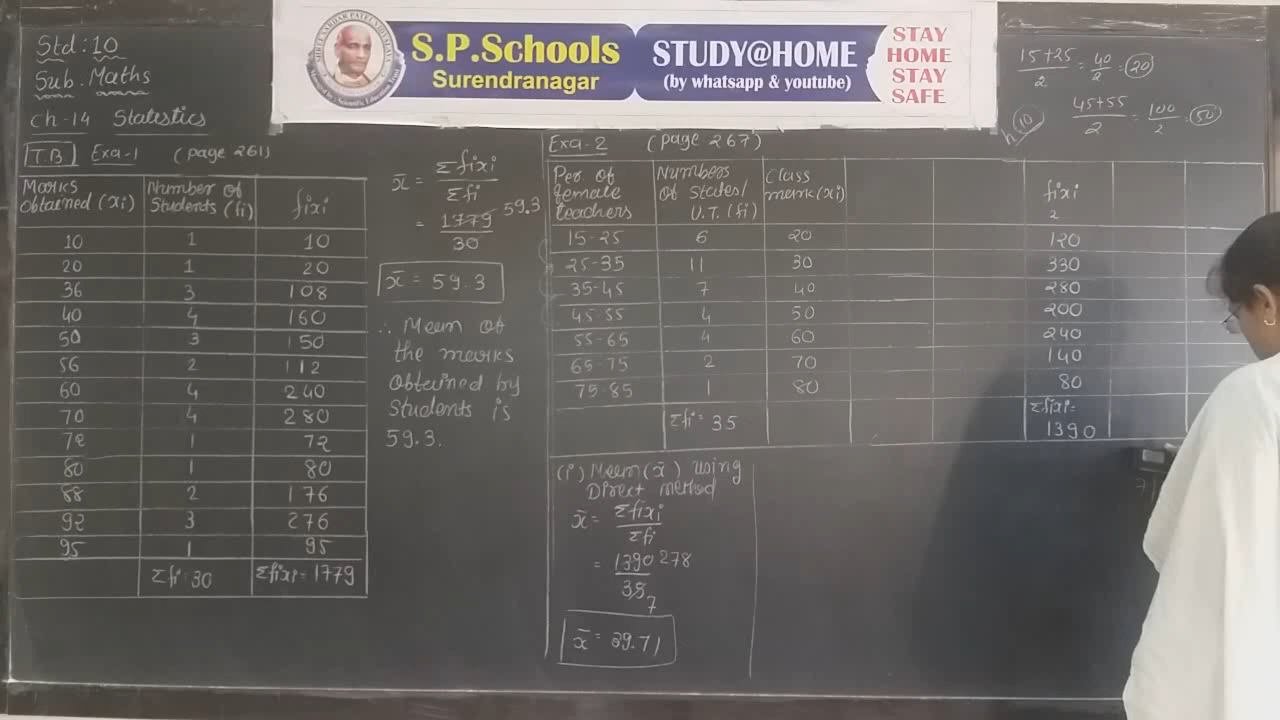 S.P.Schools
Surendranagar
STUDY@HOME
(by whatsapp & youtube)
STAY
HOME
STAY
SAFE
Std: 10
Sub. Maths
Ch-14 Statistics
T.B Exa-1 (page 261)
Marks Obtained (xi) Number of Students (fi) fixi
10 1 10
20 1 20
36 3 108
40 4 160
50 3 150
56 2 112
60 4 240
70 4 280
72 1 72
80 1 80
88 2 176
92 3 276
95 1 95
Σfi = 30 Σfixi = 1779
x̄ = Σfixi / Σfi
= 1779 / 30 59.3
x̄ = 59.3
∴ Mean of
the marks
Obtained by
Students is
59.3.
Exa-2 (page 267)
Per. of female teachers Numbers Of States/ U.T. (fi) Class mark (xi) fixi
2
15-25 6 20 120
25-35 11 30 330
35-45 7 40 280
45-55 4 50 200
55-65 4 60 240
65-75 2 70 140
75-85 1 80 80
Σfi = 35 Σfixi = 1390
(i) Mean (x̄) using
Direct method
x̄ = Σfixi / Σfi
= 1390 278 / 35 7
x̄ = 39.71
15+25 / 2 = 40 / 2 = 20
45+55 / 2 = 100 / 2 = 50
h 10